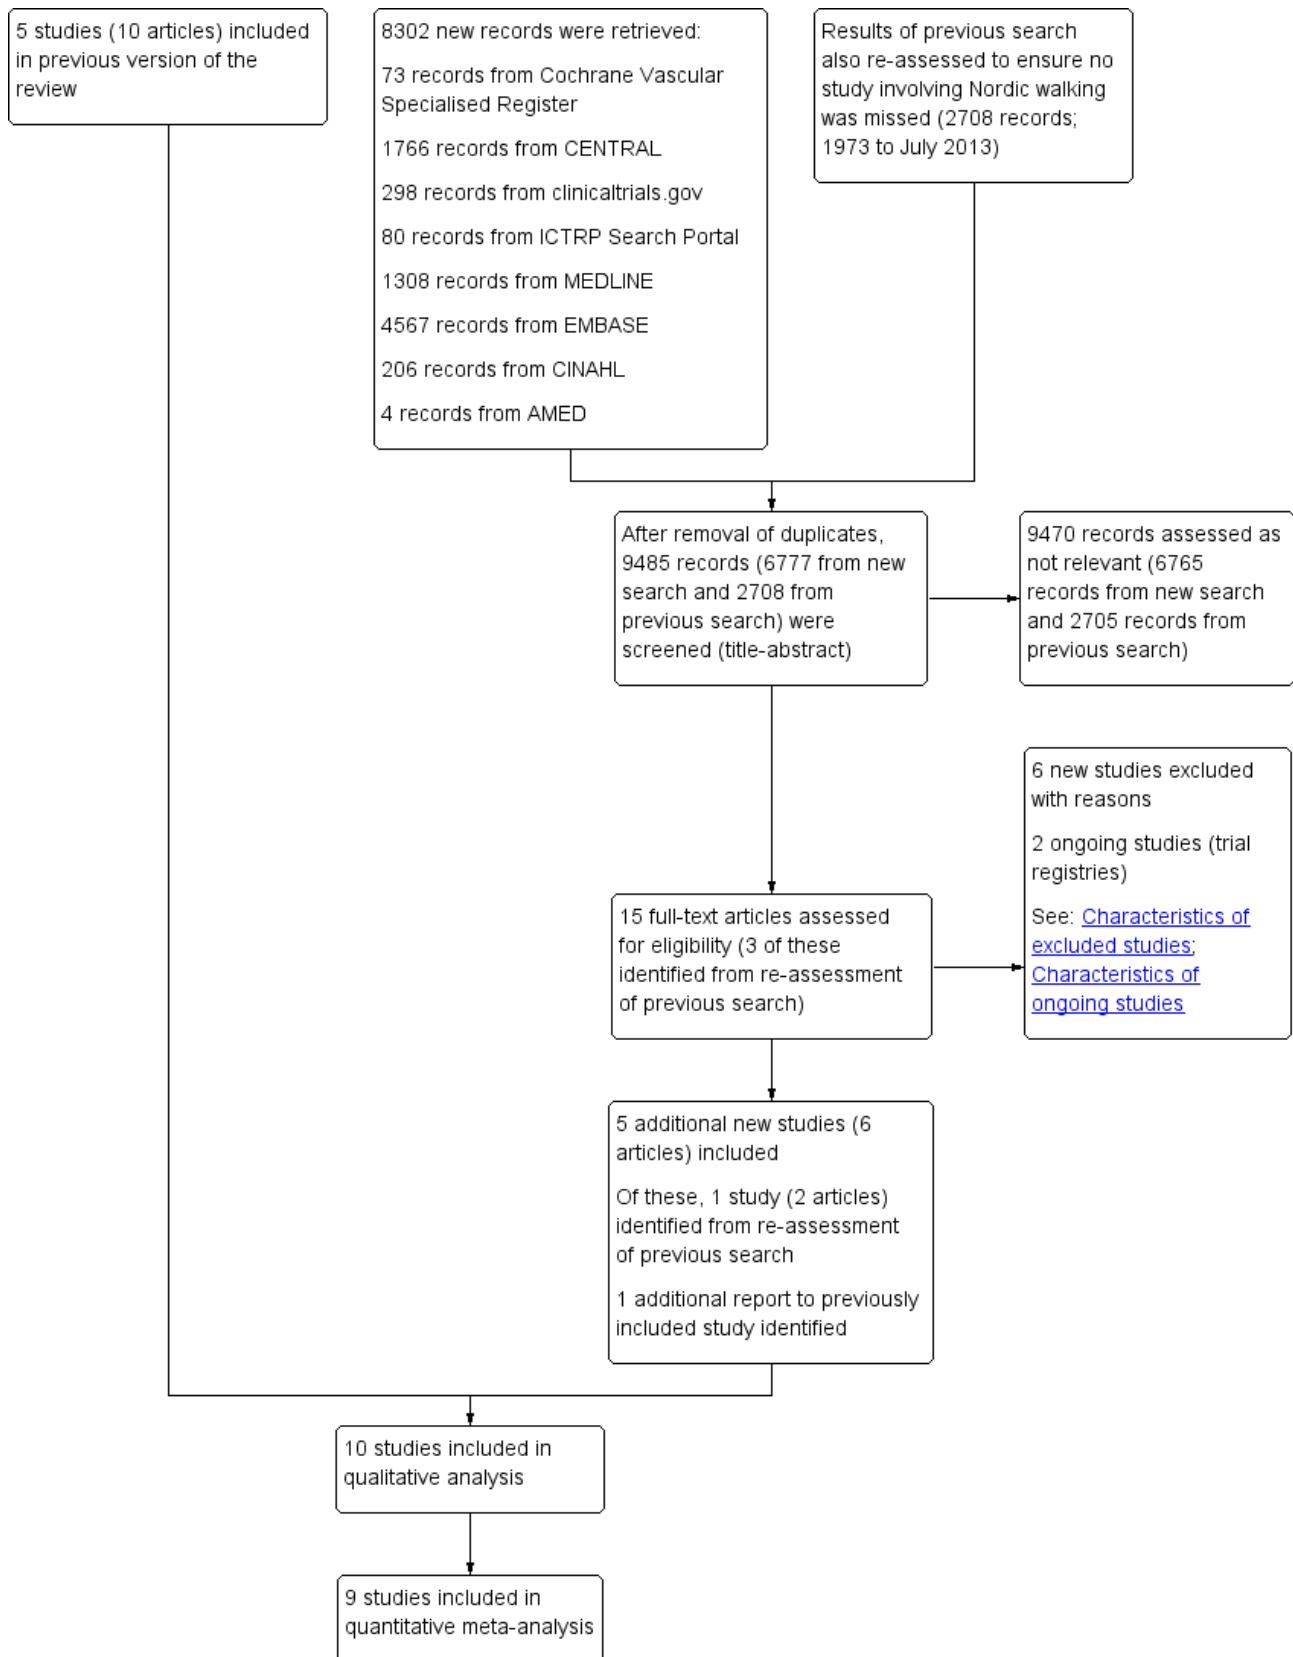 5 studies (10 articles) included
in previous version of the
review
8302 new records were retrieved:
73 records from Cochrane Vascular
Specialised Register
1766 records from CENTRAL
298 records from clinicaltrials.gov
80 records from ICTRP Search Portal
1308 records from MEDLINE
4567 records from EMBASE
206 records from CINAHL
4 records from AMED
Results of previous search
also re-assessed to ensure no
study involving Nordic walking
was missed (2708 records;
1973 to July 2013)
After removal of duplicates,
9485 records (6777 from new
search and 2708 from
previous search) were
screened (title-abstract)
9470 records assessed as
not relevant (6765
records from new search
and 2705 records from
previous search)
6 new studies excluded
with reasons
2 ongoing studies (trial
registries)
See: Characteristics of
excluded studies;
Characteristics of
ongoing studies
15 full-text articles assessed
for eligibility (3 of these
identified from re-assessment
of previous search)
5 additional new studies (6
articles) included
Of these, 1 study (2 articles)
identified from re-assessment
of previous search
1 additional report to previously
included study identified
10 studies included in
qualitative analysis
9 studies included in
quantitative meta-analysis